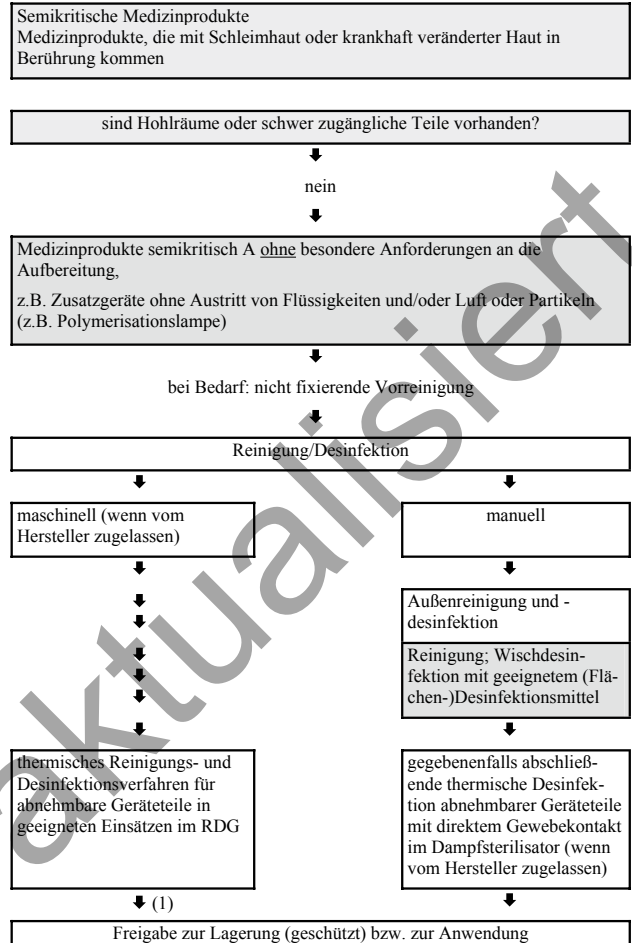 Semikritische Medizinprodukte
Medizinprodukte, die mit Schleimhaut oder krankhaft veränderter Haut in
Berührung kommen
sind Hohlräume oder schwer zugängliche Teile vorhanden?
nein
Medizinprodukte semikritisch A ohne besondere Anforderungen an die
Aufbereitung,
z.B. Zusatzgeräte ohne Austritt von Flüssigkeiten und/oder Luft oder Partikeln
(z.B. Polymerisationslampe)
bei Bedarf: nicht fixierende Vorreinigung
Reinigung/Desinfektion
maschinell (wenn vom
Hersteller zugelassen)
manuell
Außenreinigung und -
desinfektion
Reinigung; Wischdesin-
fektion mit geeignetem (Flä-
chen-)Desinfektionsmittel
thermisches Reinigungs- und
Desinfektionsverfahren für
abnehmbare Geräteteile in
geeigneten Einsätzen im RDG
gegebenenfalls abschließ-
ende thermische Desinfek-
tion abnehmbarer Geräteteile
mit direktem Gewebekontakt
im Dampfsterilisator (wenn
vom Hersteller zugelassen)
(1)
Freigabe zur Lagerung (geschützt) bzw. zur Anwendung
aktualisiert